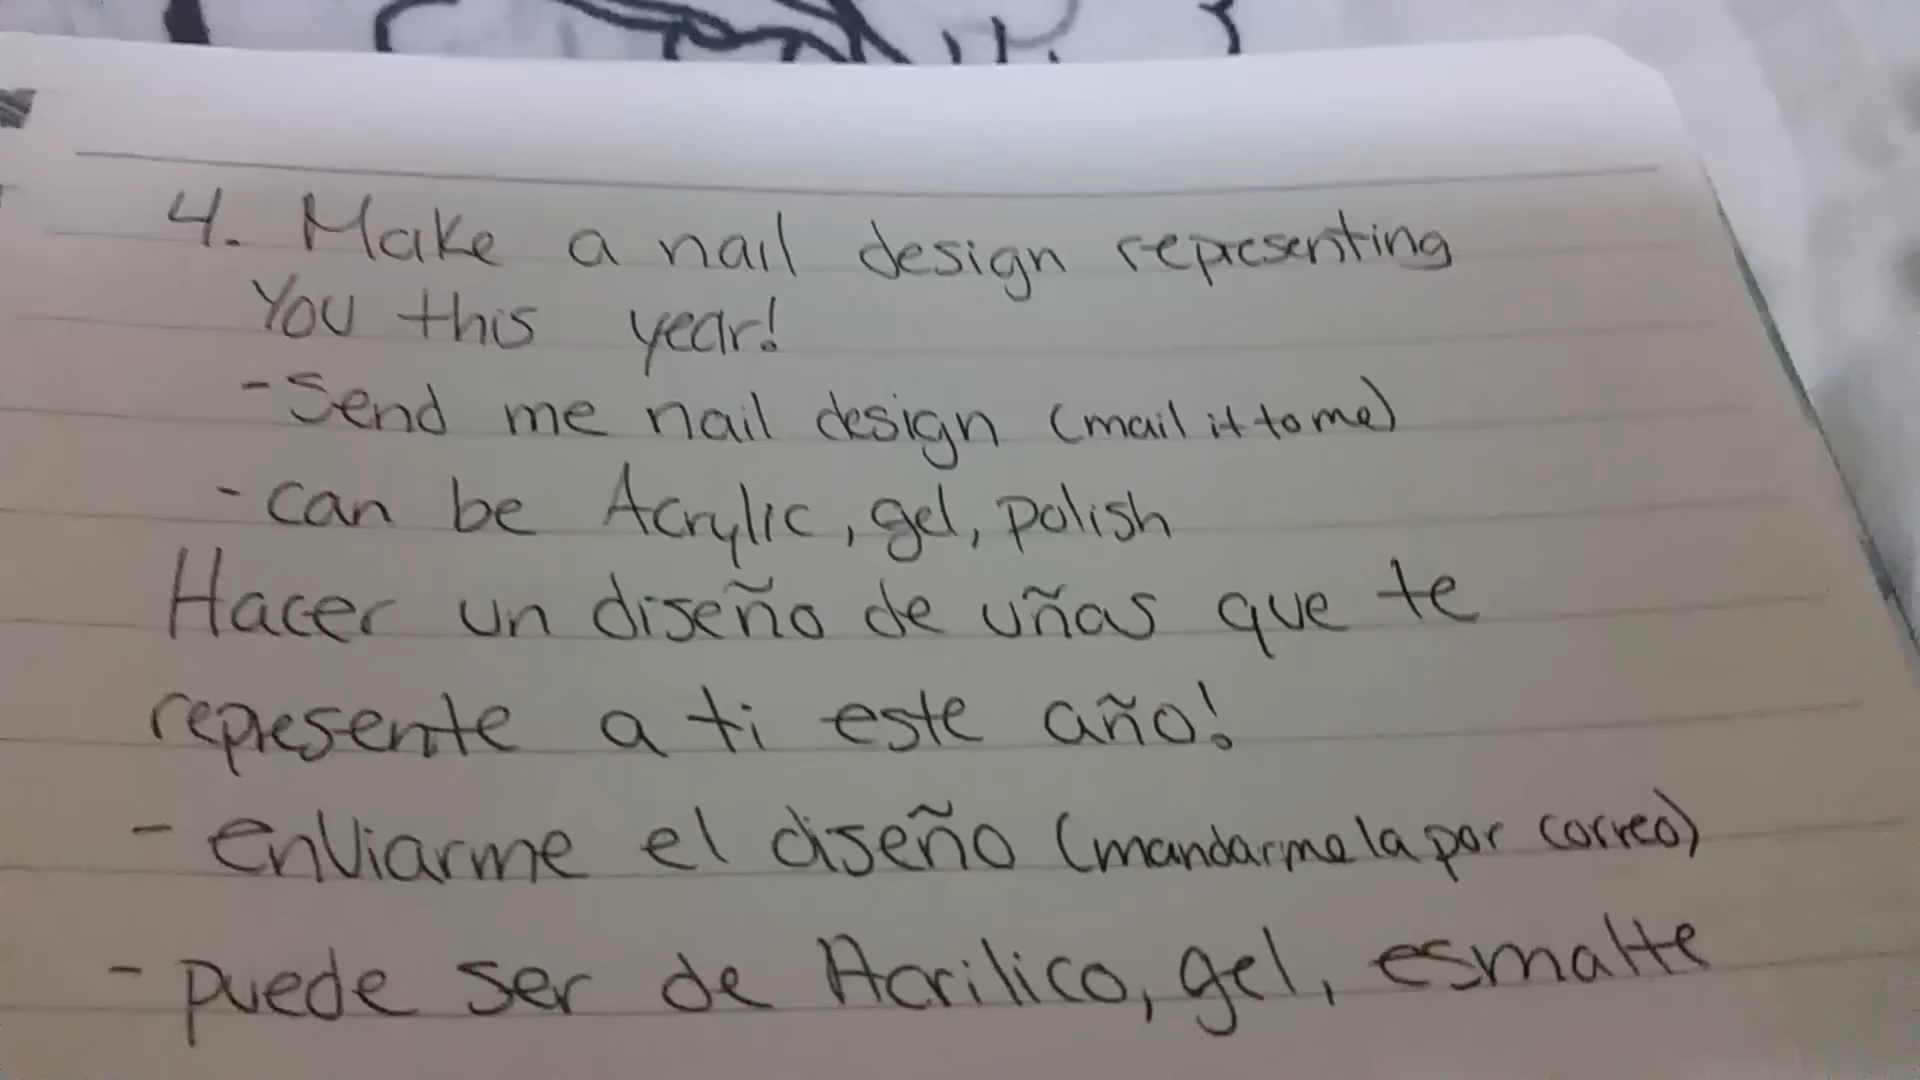 4. Make a nail design representing
You this year!
- Send me nail design (mail it to me)
- can be Acrylic, gel, polish
Hacer un diseño de uñas que te
represente a ti este año!
- enviarme el diseño (mandarmela por correo)
- puede ser de Acrilico, gel, esmalte